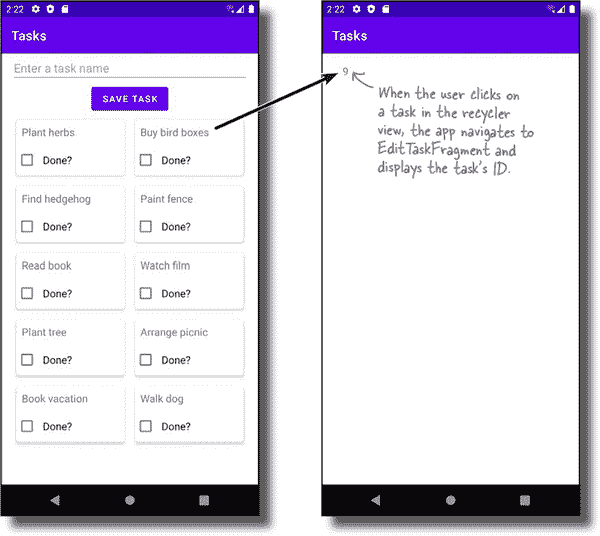 2:22
Tasks
Enter a task name
SAVE TASK
Plant herbs
Done?
Buy bird boxes
Done?
Find hedgehog
Done?
Paint fence
Done?
Read book
Done?
Watch film
Done?
Plant tree
Done?
Arrange picnic
Done?
Book vacation
Done?
Walk dog
Done?
2:22
Tasks
9
When the user clicks on
a task in the recycler
view, the app navigates to
EditTaskFragment and
displays the task's ID.